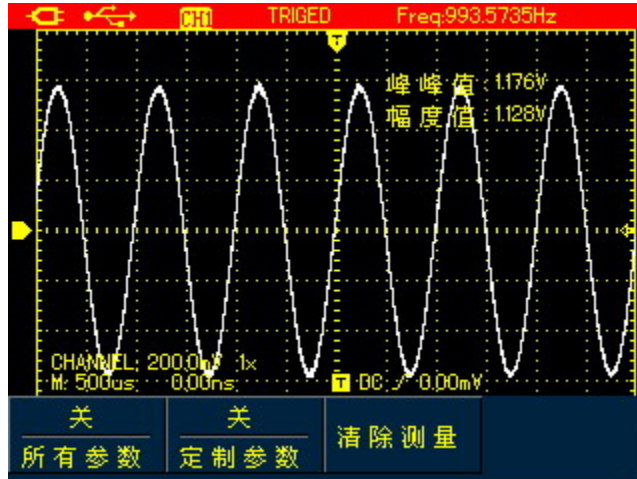 CH1 TRIGED Freq:993.5735Hz
T
峰峰值:1.176V
幅度值:1.128V
CHANNEL: 200.0mV 1x
M: 500us 0.00ns T DC 0.00mV
关 关
所有参数 定制参数 清除测量